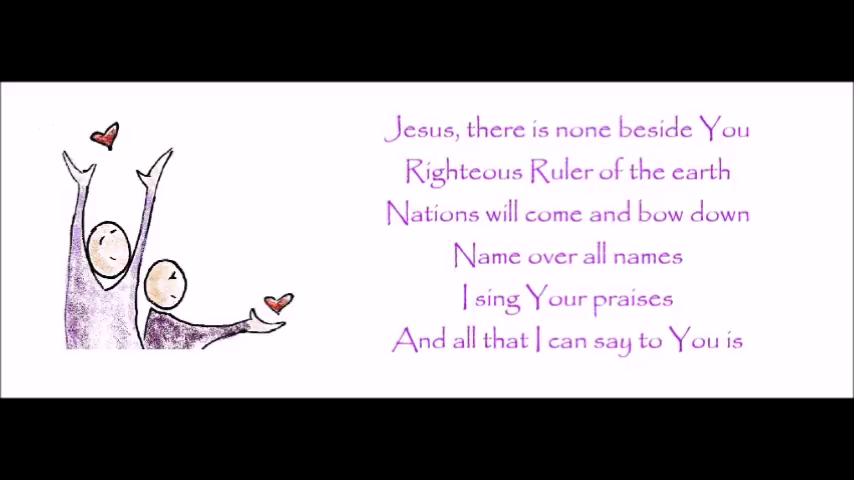 Jesus, there is none beside You
Righteous Ruler of the earth
Nations will come and bow down
Name over all names
I sing Your praises
And all that I can say to You is